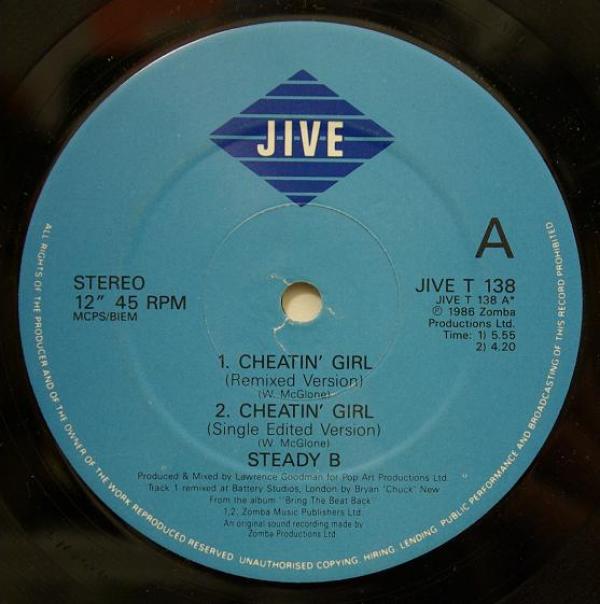 JIVE
A
STEREO
12" 45 RPM
MCPS/BIEM
JIVE T 138
JIVE T 138 A*
℗ 1986 Zomba
Productions Ltd.
Time: 1) 5.55
2) 4.20
1. CHEATIN' GIRL
(Remixed Version)
(W. McGlone)
2. CHEATIN' GIRL
(Single Edited Version)
(W. McGlone)
STEADY B
Produced & Mixed by Lawrence Goodman for Pop Art Productions Ltd.
Track 1 remixed at Battery Studios, London by Bryan "Chuck" New
From the album "Bring The Beat Back"
1,2, Zomba Music Publishers Ltd.
An original sound recording made by
Zomba Productions Ltd.
ALL RIGHTS OF THE PRODUCER AND OF THE OWNER OF THE WORK REPRODUCED RESERVED. UNAUTHORISED COPYING, HIRING, LENDING, PUBLIC PERFORMANCE AND BROADCASTING OF THIS RECORD PROHIBITED